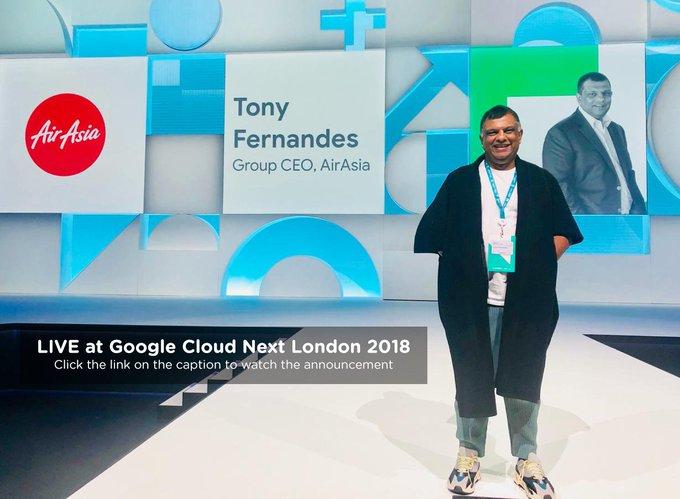 AirAsia
Tony
Fernandes
Group CEO, AirAsia
LIVE at Google Cloud Next London 2018
Click the link on the caption to watch the announcement